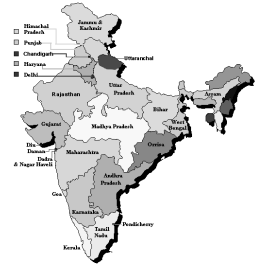 Himachal
Pradesh
Punjab
Chandigarh
Haryana
Delhi
Jammu &
Kashmir
Uttaranchal
Rajasthan
Uttar
Pradesh
Bihar
Assam
Gujarat
Madhya Pradesh
West
Bengal
Diu
Daman
Dadra
& Nagar Haveli
Maharashtra
Orrisa
Andhra
Pradesh
Goa
Karnataka
Pondicherry
Tamil
Nadu
Kerala